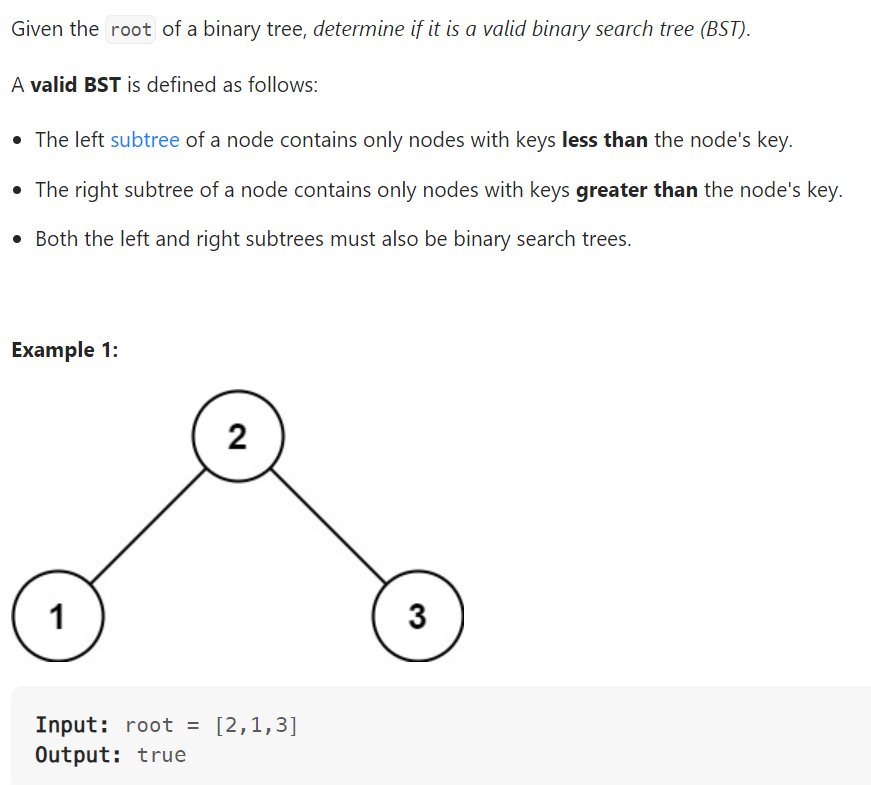 Given the root of a binary tree, determine if it is a valid binary search tree (BST).
A valid BST is defined as follows:
• The left subtree of a node contains only nodes with keys less than the node's key.
• The right subtree of a node contains only nodes with keys greater than the node's key.
• Both the left and right subtrees must also be binary search trees.
Example 1:
2
1 3
Input: root = [2,1,3]
Output: true